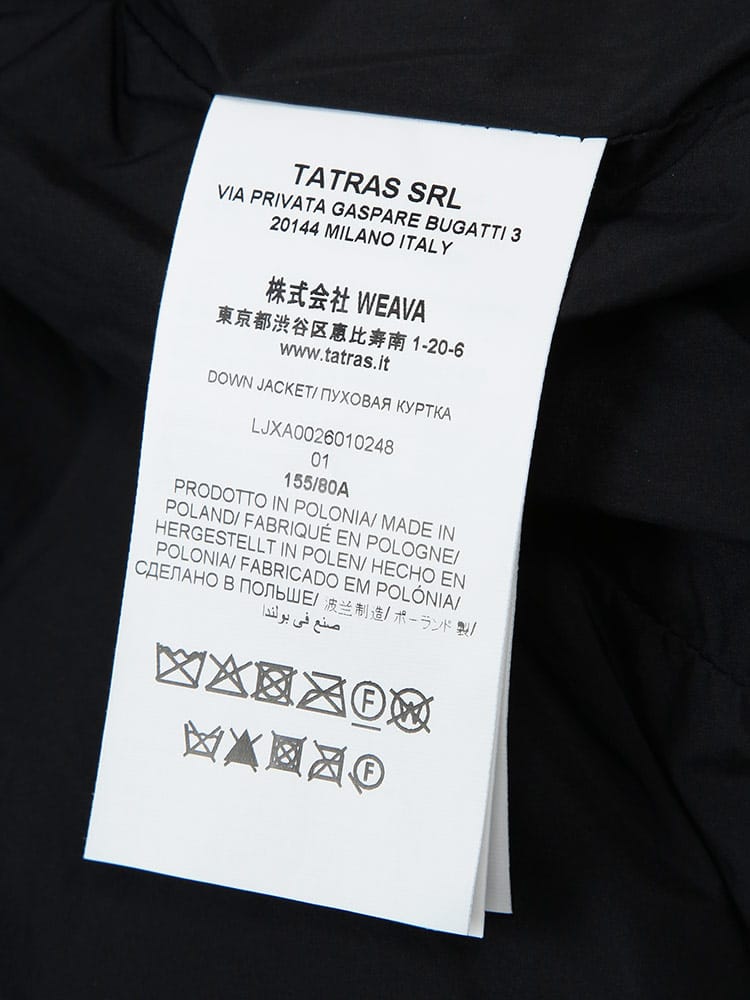 TATRAS SRL
VIA PRIVATA GASPARE BUGATTI 3
20144 MILANO ITALY
株式会社 WEAVA
東京都渋谷区恵比寿南 1-20-6
www.tatras.it
DOWN JACKET/ ПУХОВАЯ КУРТКА
LJXA0026010248
01
155/80A
PRODOTTO IN POLONIA/ MADE IN
POLAND/ FABRIQUÉ EN POLOGNE/
HERGESTELLT IN POLEN/ HECHO EN
POLONIA/ FABRICADO EM POLÓNIA/
СДЕЛАНО В ПОЛЬШЕ/ 波兰制造/ ポーランド製/
صنع في بولندا
F W
F